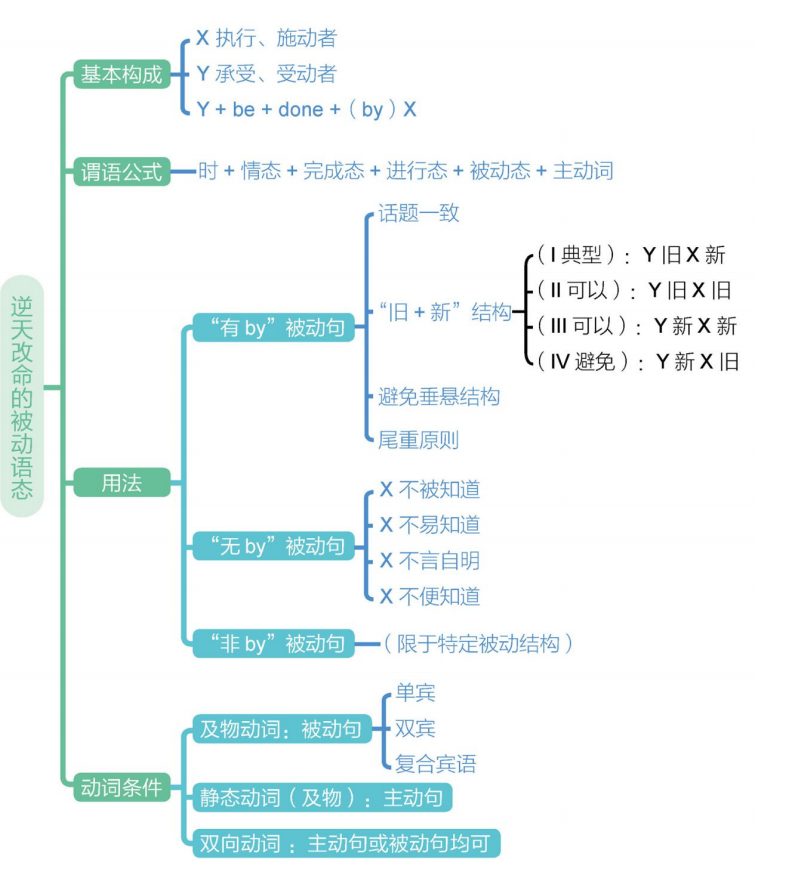 逆天改命的被动语态
基本构成
X 执行、施动者
Y 承受、受动者
Y + be + done +（ by ）X
谓语公式
时 + 情态 + 完成态 + 进行态 + 被动态 + 主动词
用法
“有 by”被动句
话题一致
“旧 + 新”结构
（ I 典型 ）：Y 旧 X 新
（ II 可以 ）：Y 旧 X 旧
（ III 可以 ）：Y 新 X 新
（ IV 避免 ）：Y 新 X 旧
避免垂悬结构
尾重原则
“无 by”被动句
X 不被知道
X 不易知道
X 不言自明
X 不便知道
“非 by”被动句
（ 限于特定被动结构 ）
动词条件
及物动词：被动句
单宾
双宾
复合宾语
静态动词（ 及物 ）：主动句
双向动词 ：主动句或被动句均可